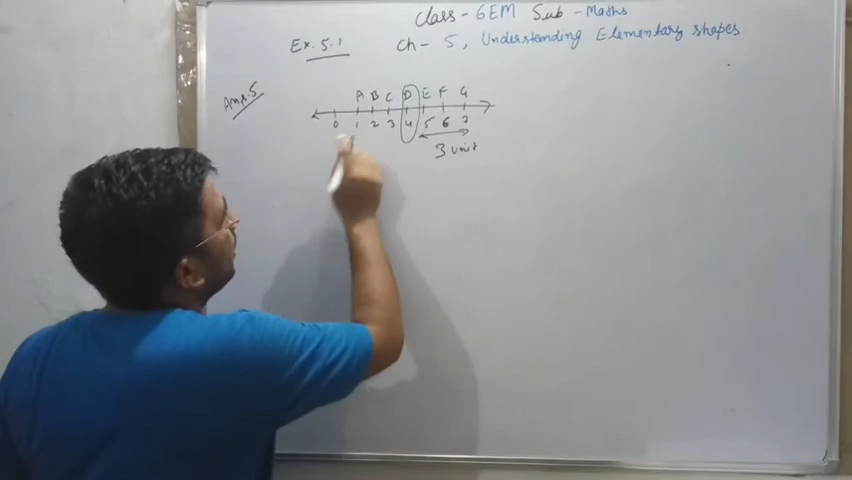 Class - 6EM Sub - Maths
Ex. 5.1 Ch - 5, Understanding Elementary shapes
Ans. 5
A B C D E F G
0 1 2 3 4 5 6 7
3 unit